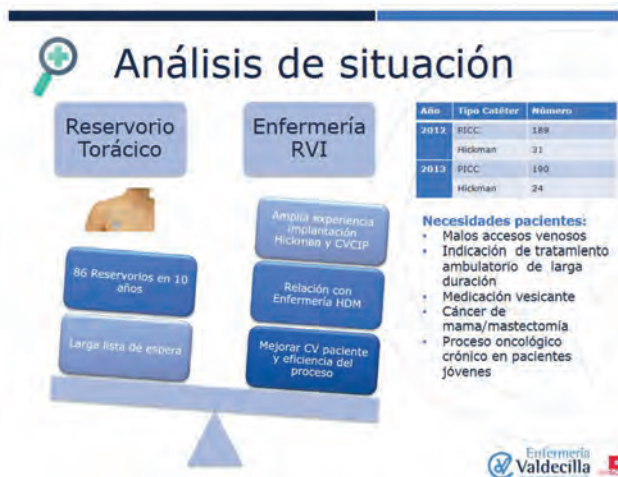 Análisis de situación
Reservorio
Torácico
86 Reservorios en 10
años
Larga lista de espera
Enfermería
RVI
Amplia experiencia
implantación
Hickman y CVCIP
Relación con
Enfermería HDM
Mejorar CV paciente
y eficiencia del
proceso
Año Tipo Catéter Número
2012 PICC 189
Hickman 31
2013 PICC 190
Hickman 24
Necesidades pacientes:
• Malos accesos venosos
• Indicación de tratamiento
ambulatorio de larga
duración
• Medicación vesicante
• Cáncer de
mama/mastectomía
• Proceso oncológico
crónico en pacientes
jóvenes
Enfermería
Valdecilla